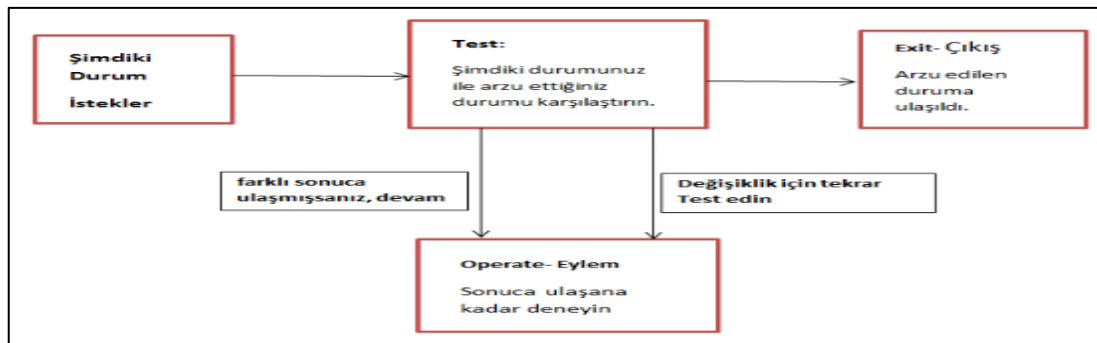 Şimdiki
Durum
İstekler
Test:
Şimdiki durumunuz
ile arzu ettiğiniz
durumu karşılaştırın.
Exit- Çıkış
Arzu edilen
duruma
ulaşıldı.
farklı sonuca
ulaşmışsanız, devam
Değişiklik için tekrar
Test edin
Operate- Eylem
Sonuca ulaşana
kadar deneyin